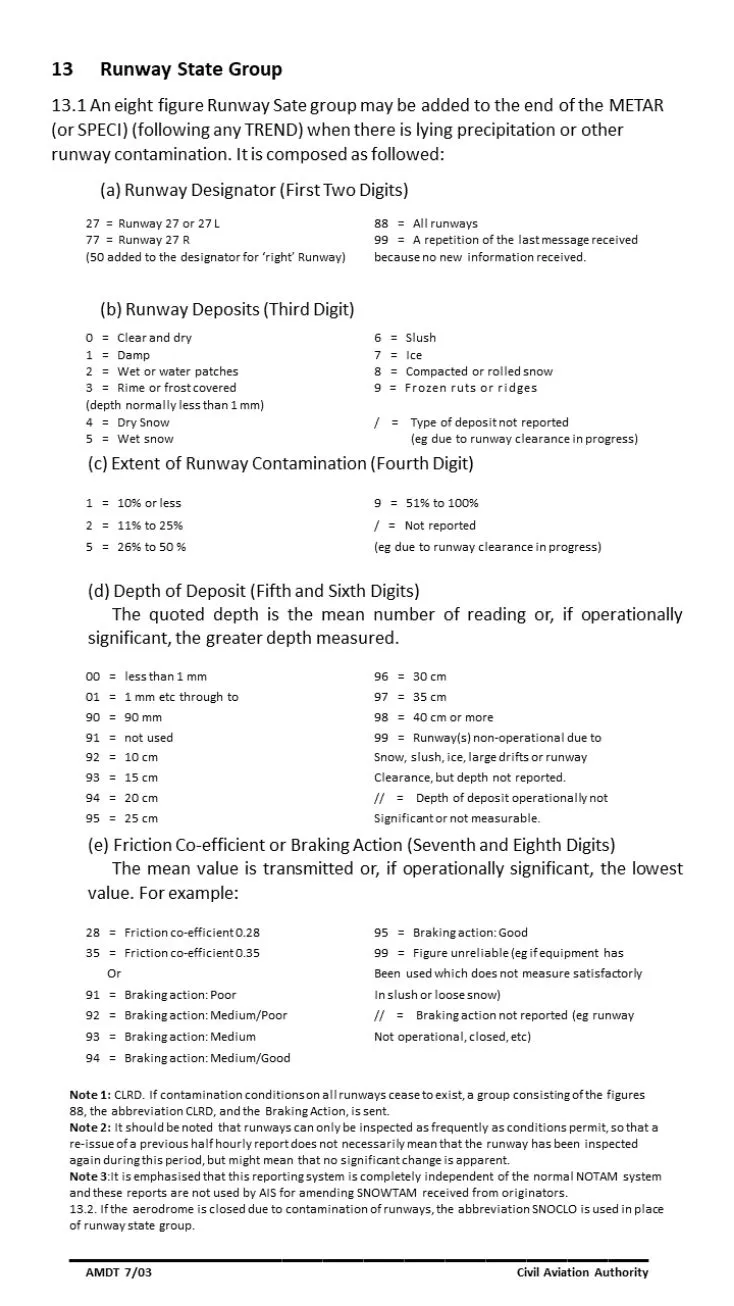 13 Runway State Group
13.1 An eight figure Runway Sate group may be added to the end of the METAR
(or SPECI) (following any TREND) when there is lying precipitation or other
runway contamination. It is composed as followed:
(a) Runway Designator (First Two Digits)
27 = Runway 27 or 27 L
77 = Runway 27 R
(50 added to the designator for ‘right’ Runway)
88 = All runways
99 = A repetition of the last message received
because no new information received.
(b) Runway Deposits (Third Digit)
0 = Clear and dry
1 = Damp
2 = Wet or water patches
3 = Rime or frost covered
(depth normally less than 1 mm)
4 = Dry Snow
5 = Wet snow
6 = Slush
7 = Ice
8 = Compacted or rolled snow
9 = Frozen ruts or ridges
/ = Type of deposit not reported
(eg due to runway clearance in progress)
(c) Extent of Runway Contamination (Fourth Digit)
1 = 10% or less
2 = 11% to 25%
5 = 26% to 50 %
9 = 51% to 100%
/ = Not reported
(eg due to runway clearance in progress)
(d) Depth of Deposit (Fifth and Sixth Digits)
The quoted depth is the mean number of reading or, if operationally
significant, the greater depth measured.
00 = less than 1 mm
01 = 1 mm etc through to
90 = 90 mm
91 = not used
92 = 10 cm
93 = 15 cm
94 = 20 cm
95 = 25 cm
96 = 30 cm
97 = 35 cm
98 = 40 cm or more
99 = Runway(s) non-operational due to
Snow, slush, ice, large drifts or runway
Clearance, but depth not reported.
// = Depth of deposit operationally not
Significant or not measurable.
(e) Friction Co-efficient or Braking Action (Seventh and Eighth Digits)
The mean value is transmitted or, if operationally significant, the lowest
value. For example:
28 = Friction co-efficient 0.28
35 = Friction co-efficient 0.35
Or
91 = Braking action: Poor
92 = Braking action: Medium/Poor
93 = Braking action: Medium
94 = Braking action: Medium/Good
95 = Braking action: Good
99 = Figure unreliable (eg if equipment has
Been used which does not measure satisfactorly
In slush or loose snow)
// = Braking action not reported (eg runway
Not operational, closed, etc)
Note 1: CLRD. If contamination conditions on all runways cease to exist, a group consisting of the figures
88, the abbreviation CLRD, and the Braking Action, is sent.
Note 2: It should be noted that runways can only be inspected as frequently as conditions permit, so that a
re-issue of a previous half hourly report does not necessarily mean that the runway has been inspected
again during this period, but might mean that no significant change is apparent.
Note 3:It is emphasised that this reporting system is completely independent of the normal NOTAM system
and these reports are not used by AIS for amending SNOWTAM received from originators.
13.2. If the aerodrome is closed due to contamination of runways, the abbreviation SNOCLO is used in place
of runway state group.
AMDT 7/03 Civil Aviation Authority